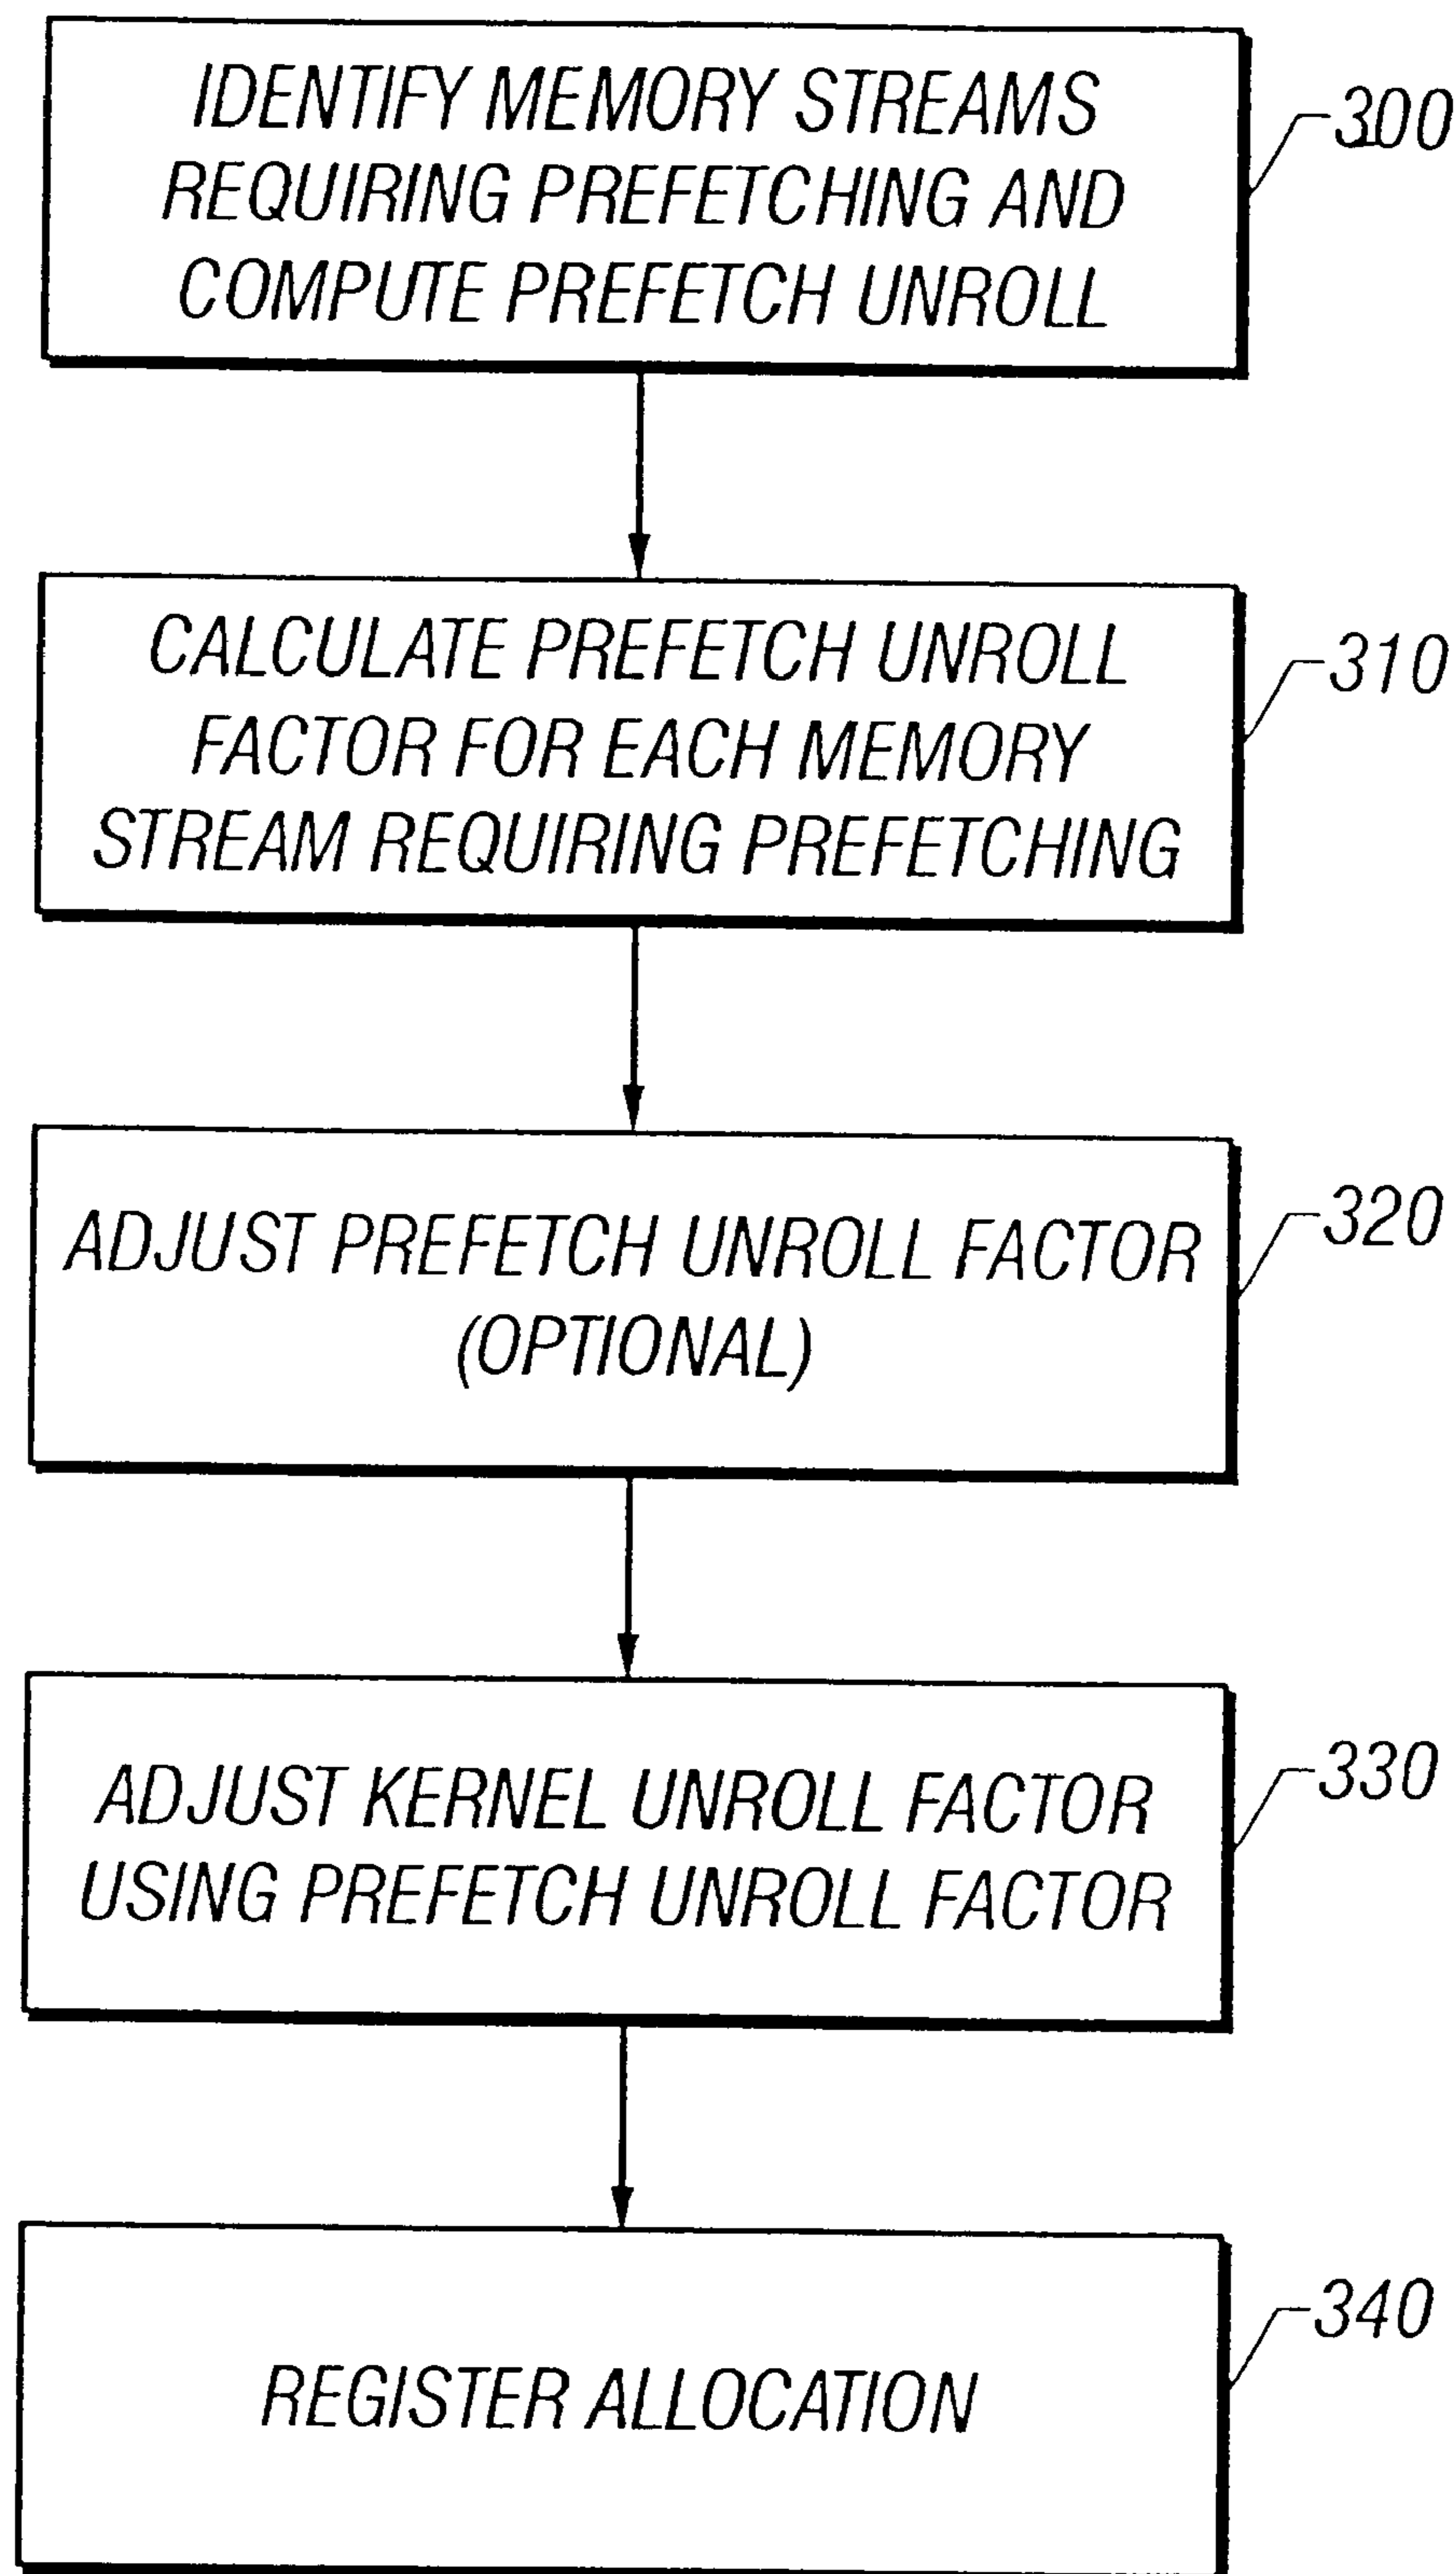 IDENTIFY MEMORY STREAMS
REQUIRING PREFETCHING AND
COMPUTE PREFETCH UNROLL
300
CALCULATE PREFETCH UNROLL
FACTOR FOR EACH MEMORY
STREAM REQUIRING PREFETCHING
310
ADJUST PREFETCH UNROLL FACTOR
(OPTIONAL)
320
ADJUST KERNEL UNROLL FACTOR
USING PREFETCH UNROLL FACTOR
330
REGISTER ALLOCATION
340